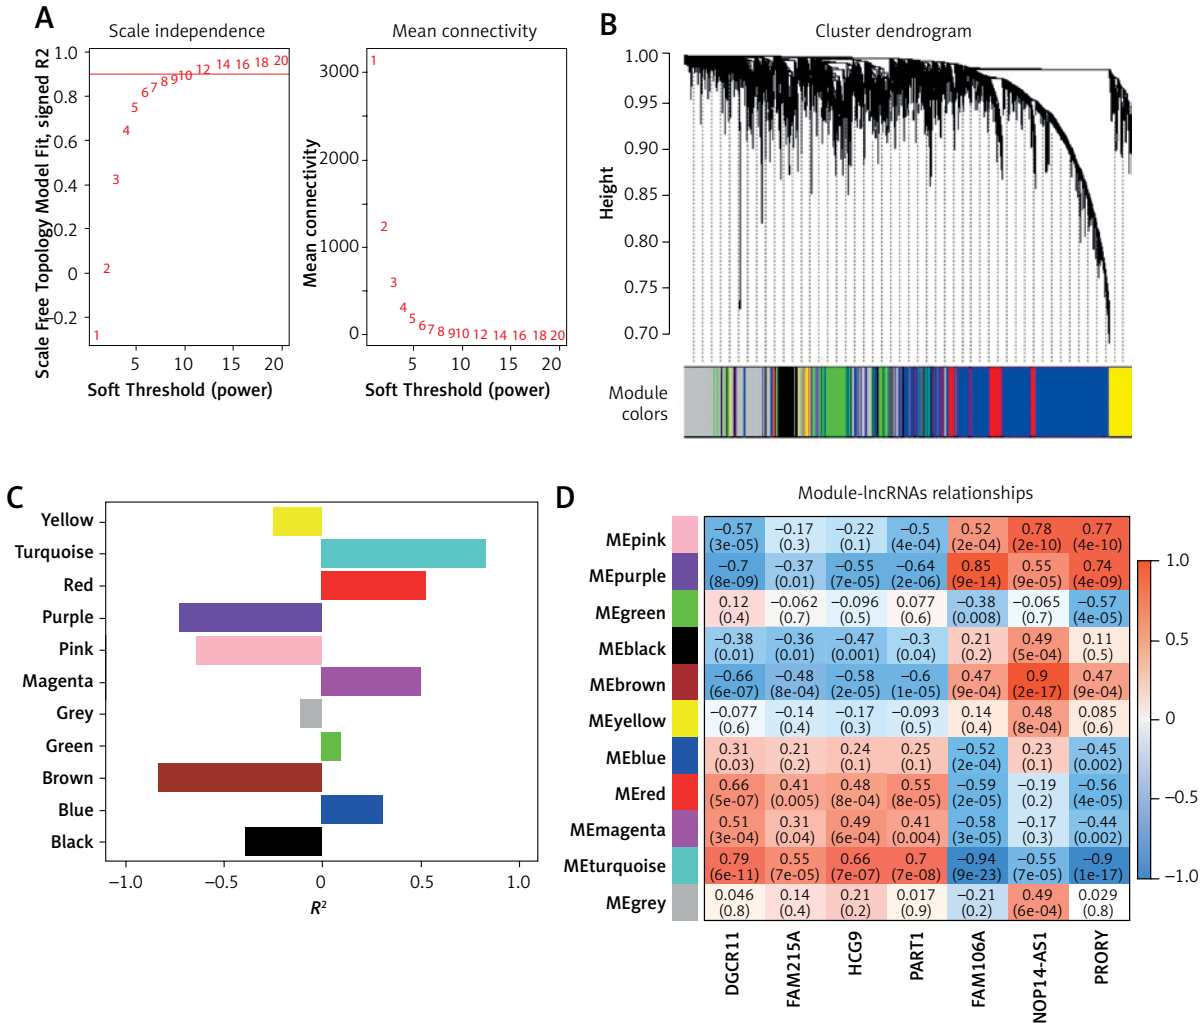 A
Scale independence
Scale Free Topology Model Fit, signed R2
1.0
0.8
0.6
0.4
0.2
0
−0.2
1
2
3
4
5
6
7
8
9
10
12
14
16
18
20
5 10 15 20
Soft Threshold (power)
Mean connectivity
Mean connectivity
3000
2000
1000
0
1
2
3
4
5
6
7
8
9
10
12
14
16
18
20
5 10 15 20
Soft Threshold (power)
B
Cluster dendrogram
Height
1.00
0.95
0.90
0.85
0.80
0.75
0.70
Module
colors
C
Yellow
Turquoise
Red
Purple
Pink
Magenta
Grey
Green
Brown
Blue
Black
−1.0 −0.5 0 0.5 1.0
R²
D
Module-lncRNAs relationships
MEpink −0.57 −0.17 −0.22 −0.5 0.52 0.78 0.77
(3e-05) (0.3) (0.1) (4e-04) (2e-04) (2e-10) (4e-10)
MEpurple −0.7 −0.37 −0.55 −0.64 0.85 0.55 0.74
(8e-09) (0.01) (7e-05) (2e-06) (9e-14) (9e-05) (4e-09)
MEgreen 0.12 −0.062 −0.096 0.077 −0.38 −0.065 −0.57
(0.4) (0.7) (0.5) (0.6) (0.008) (0.7) (4e-05)
MEblack −0.38 −0.36 −0.47 −0.3 0.21 0.49 0.11
(0.01) (0.01) (0.001) (0.04) (0.2) (5e-04) (0.5)
MEbrown −0.66 −0.48 −0.58 −0.6 0.47 0.9 0.47
(6e-07) (8e-04) (2e-05) (1e-05) (9e-04) (2e-17) (9e-04)
MEyellow −0.077 −0.14 −0.17 −0.093 0.14 0.48 0.085
(0.6) (0.4) (0.3) (0.5) (0.4) (8e-04) (0.6)
MEblue 0.31 0.21 0.24 0.25 −0.52 0.23 −0.45
(0.03) (0.2) (0.1) (0.1) (2e-04) (0.1) (0.002)
MEred 0.66 0.41 0.48 0.55 −0.59 −0.19 −0.56
(5e-07) (0.005) (8e-04) (8e-05) (2e-05) (0.2) (4e-05)
MEmagenta 0.51 0.31 0.49 0.41 −0.58 −0.17 −0.44
(3e-04) (0.04) (6e-04) (0.004) (3e-05) (0.3) (0.002)
MEturquoise 0.79 0.55 0.66 0.7 −0.94 −0.55 −0.9
(6e-11) (7e-05) (7e-07) (7e-08) (9e-23) (7e-05) (1e-17)
MEgrey 0.046 0.14 0.21 0.017 −0.21 0.49 0.029
(0.8) (0.4) (0.2) (0.9) (0.2) (6e-04) (0.8)
DGCR11
FAM215A
HCG9
PART1
FAM106A
NOP14-AS1
PRORY
1.0
0.5
0
−0.5
−1.0